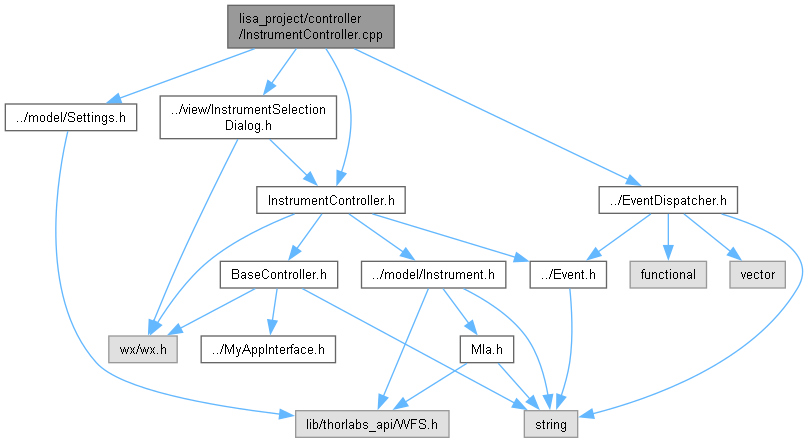 lisa_project/controller
/InstrumentController.cpp
../model/Settings.h
../view/InstrumentSelection
Dialog.h
InstrumentController.h
../EventDispatcher.h
BaseController.h
../model/Instrument.h
../Event.h
functional
vector
wx/wx.h
../MyAppInterface.h
Mla.h
lib/thorlabs_api/WFS.h
string